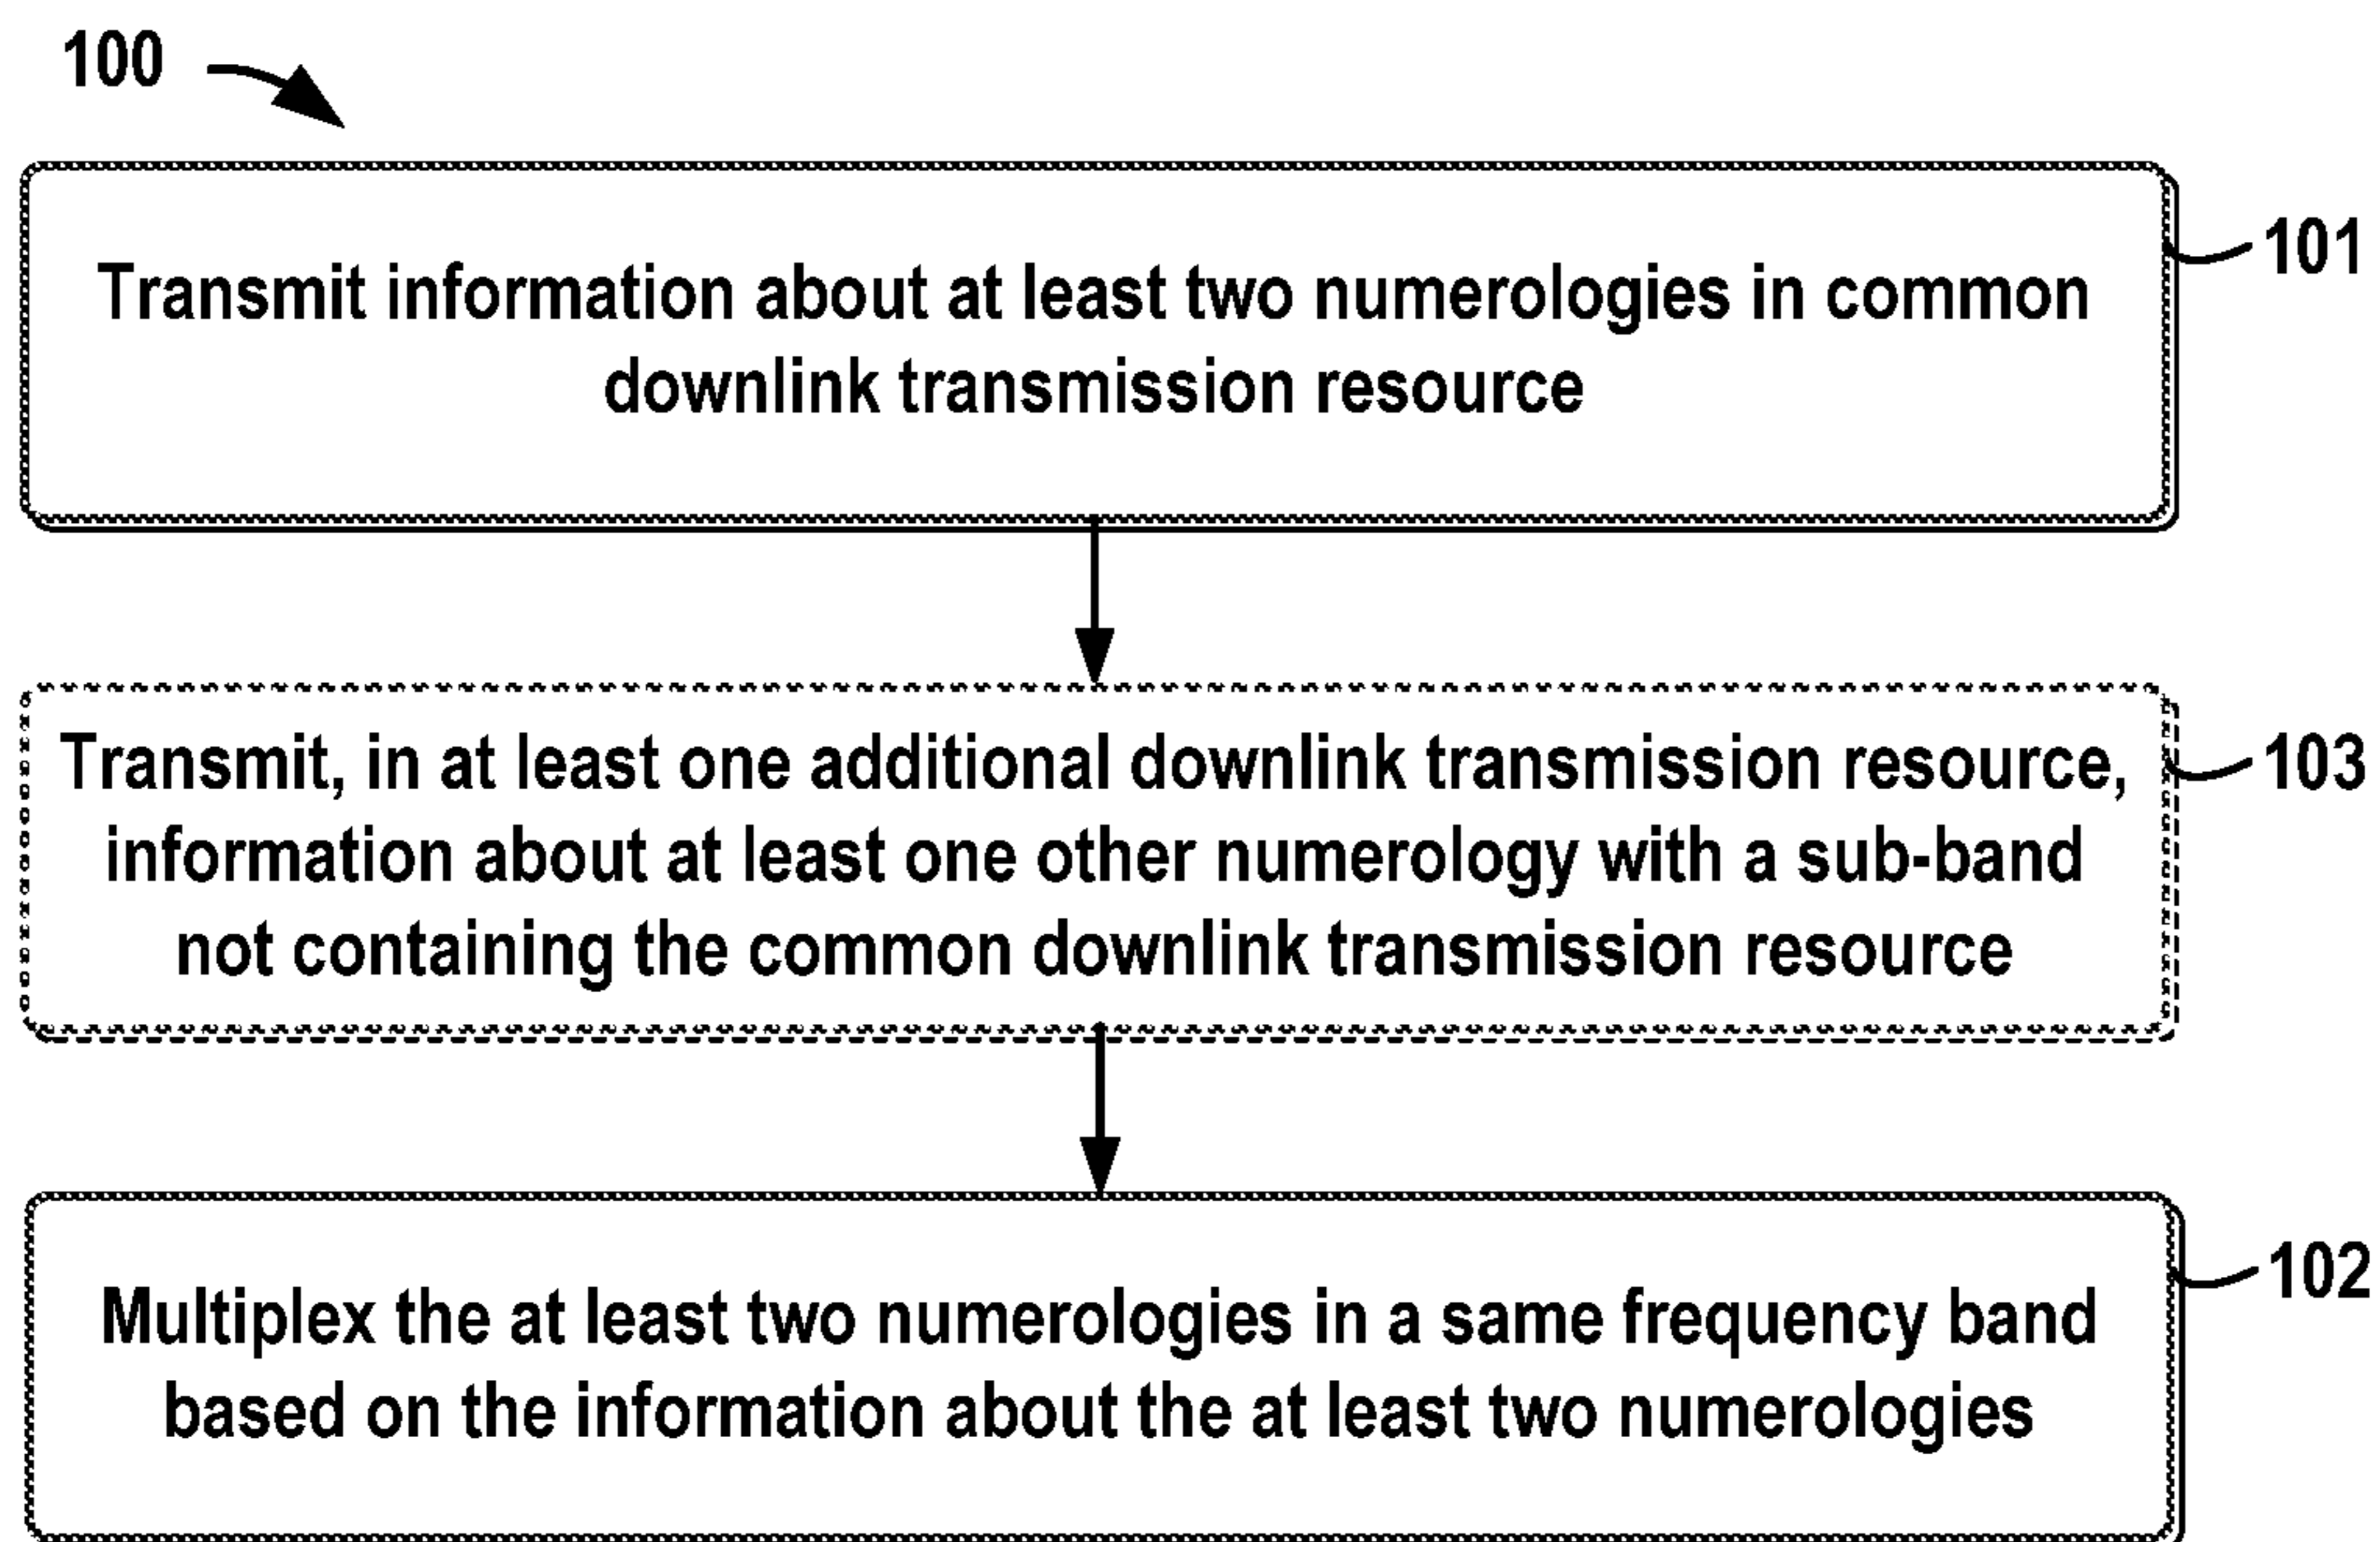 100
101
Transmit information about at least two numerologies in common
downlink transmission resource
103
Transmit, in at least one additional downlink transmission resource,
information about at least one other numerology with a sub-band
not containing the common downlink transmission resource
102
Multiplex the at least two numerologies in a same frequency band
based on the information about the at least two numerologies